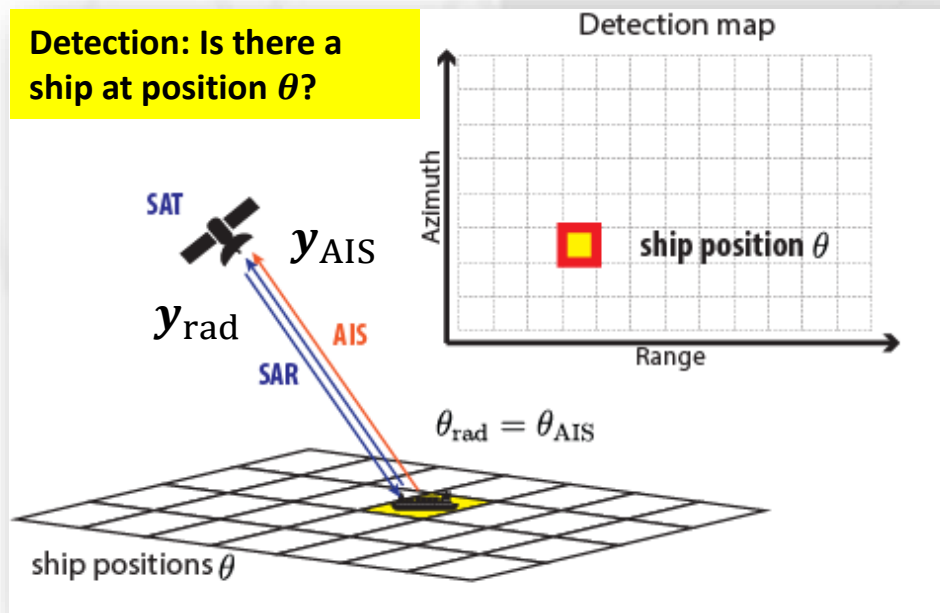 Detection: Is there a
ship at position θ?
Detection map
Azimuth
ship position θ
Range
SAT
y_AIS
y_rad
AIS
SAR
θ_rad = θ_AIS
ship positions θ